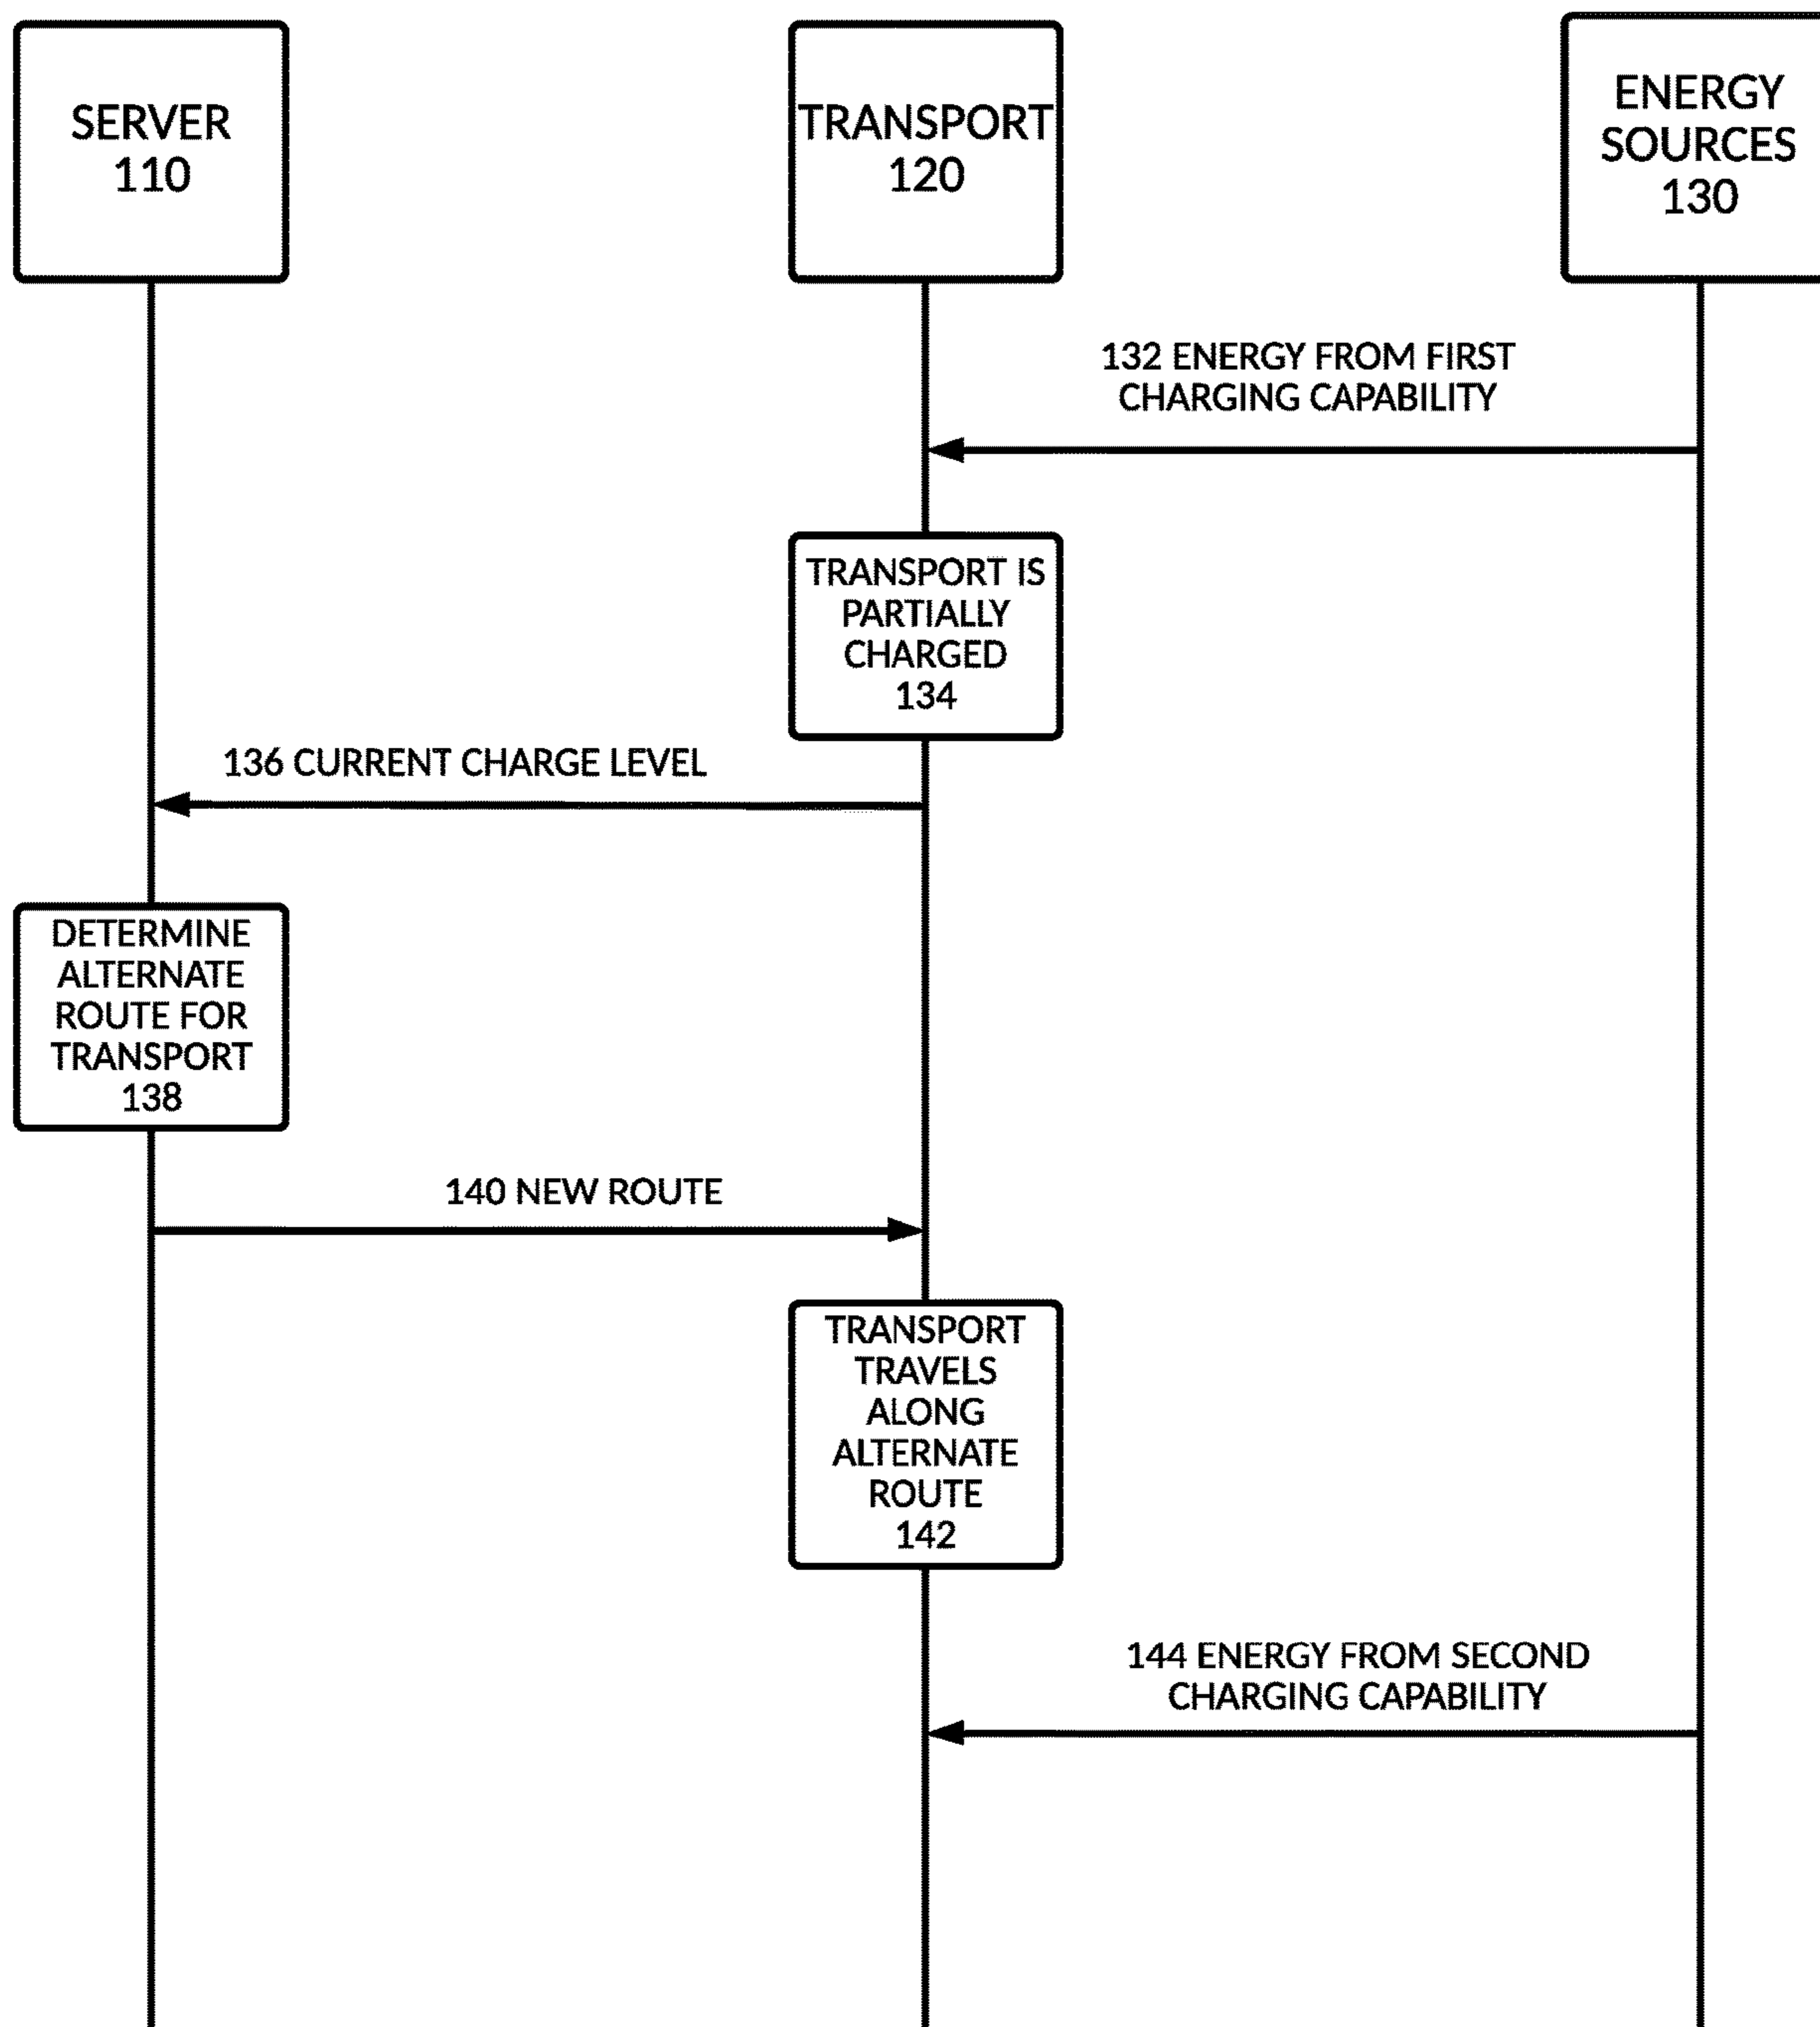 SERVER
110
TRANSPORT
120
ENERGY
SOURCES
130
132 ENERGY FROM FIRST
CHARGING CAPABILITY
TRANSPORT IS
PARTIALLY
CHARGED
134
136 CURRENT CHARGE LEVEL
DETERMINE
ALTERNATE
ROUTE FOR
TRANSPORT
138
140 NEW ROUTE
TRANSPORT
TRAVELS
ALONG
ALTERNATE
ROUTE
142
144 ENERGY FROM SECOND
CHARGING CAPABILITY